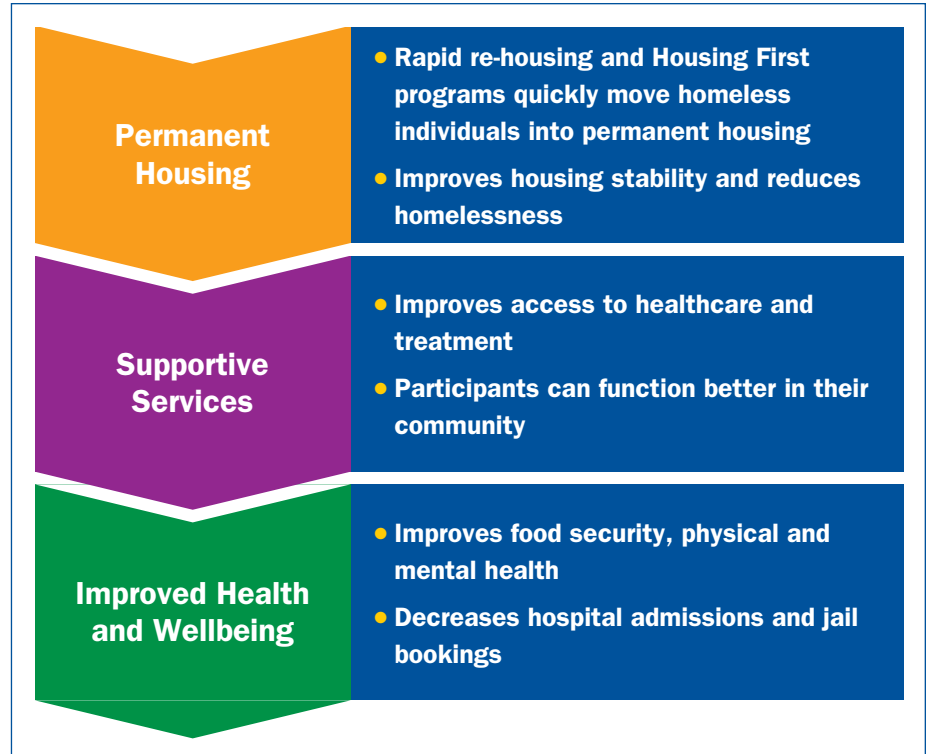 Permanent
Housing
• Rapid re-housing and Housing First
programs quickly move homeless
individuals into permanent housing
• Improves housing stability and reduces
homelessness
Supportive
Services
• Improves access to healthcare and
treatment
• Participants can function better in their
community
Improved Health
and Wellbeing
• Improves food security, physical and
mental health
• Decreases hospital admissions and jail
bookings